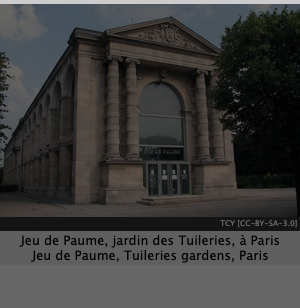 TCY [CC-BY-SA-3.0]
Jeu de Paume, jardin des Tuileries, à Paris
Jeu de Paume, Tuileries gardens, Paris